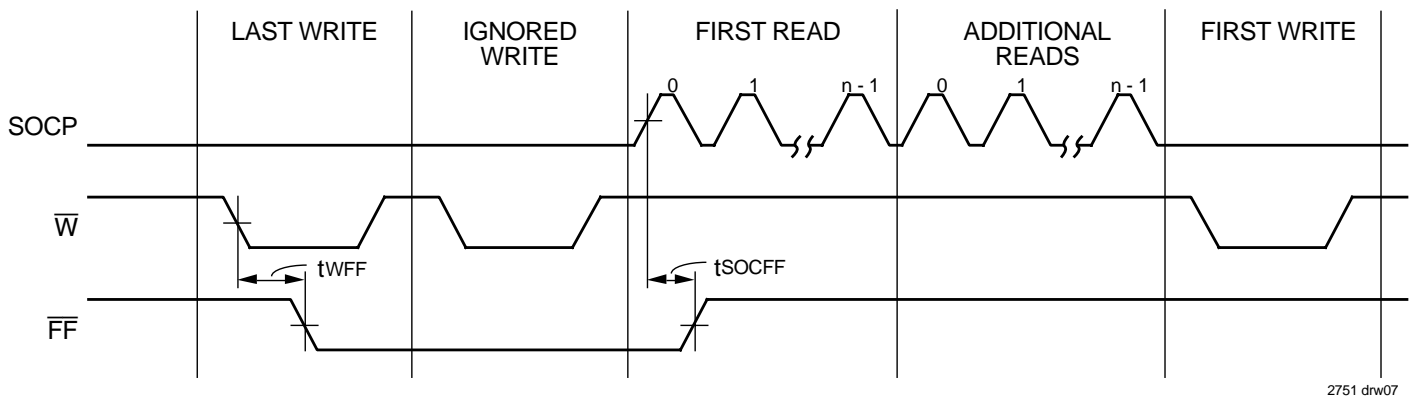 LAST WRITE
IGNORED
WRITE
FIRST READ
ADDITIONAL
READS
FIRST WRITE
0
1
n - 1
0
1
n - 1
SOCP
W̅
tWFF
tSOCFF
F̅F̅
2751 drw07